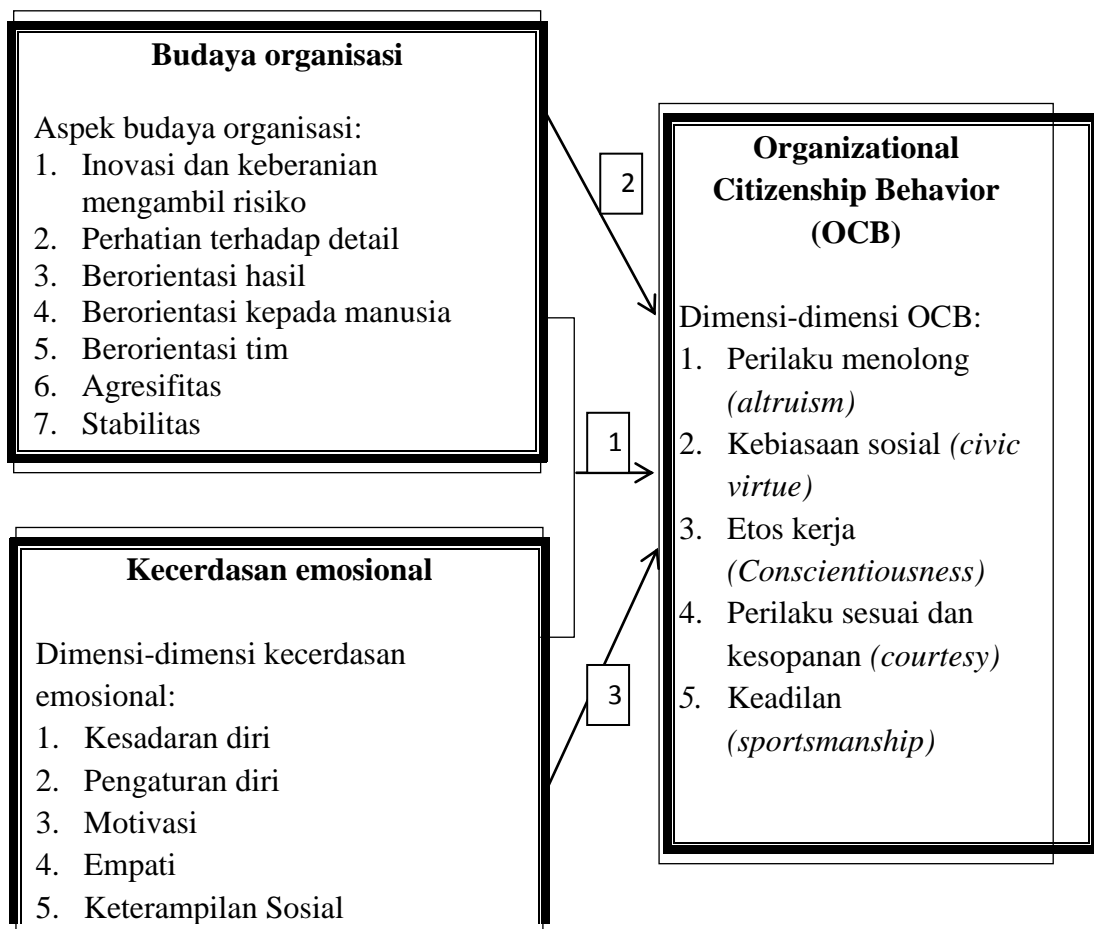 Budaya organisasi
Aspek budaya organisasi:
1. Inovasi dan keberanian
mengambil risiko
2. Perhatian terhadap detail
3. Berorientasi hasil
4. Berorientasi kepada manusia
5. Berorientasi tim
6. Agresifitas
7. Stabilitas
Kecerdasan emosional
Dimensi-dimensi kecerdasan
emosional:
1. Kesadaran diri
2. Pengaturan diri
3. Motivasi
4. Empati
5. Keterampilan Sosial
2
1
3
Organizational
Citizenship Behavior
(OCB)
Dimensi-dimensi OCB:
1. Perilaku menolong
(altruism)
2. Kebiasaan sosial (civic
virtue)
3. Etos kerja
(Conscientiousness)
4. Perilaku sesuai dan
kesopanan (courtesy)
5. Keadilan
(sportsmanship)